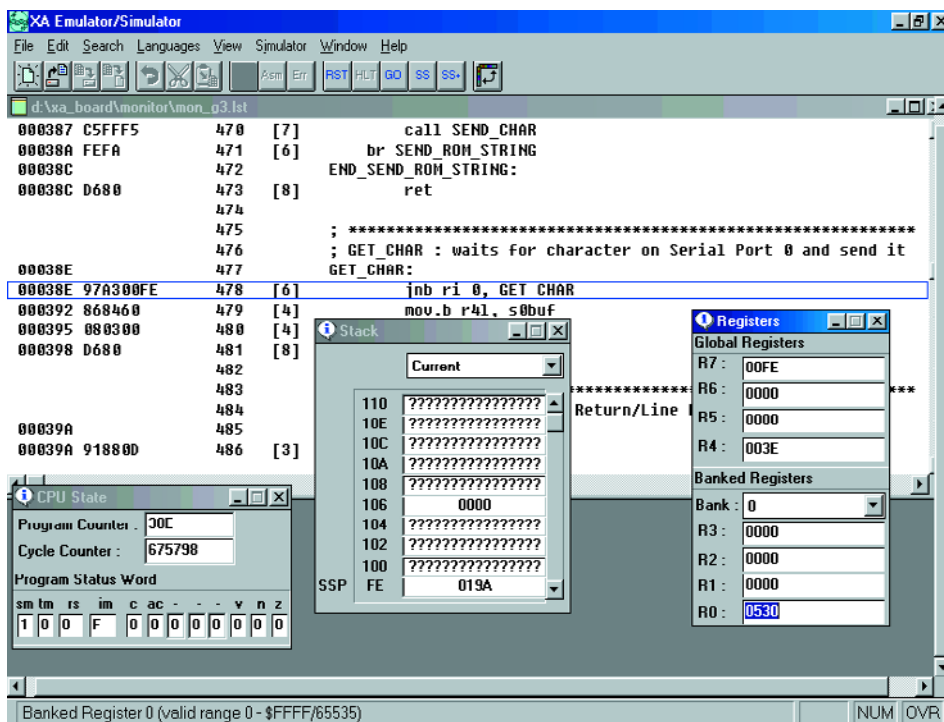 XA Emulator/Simulator
File Edit Search Languages View Simulator Window Help
Asm Err RST HLT GO SS SS+
d:\xa_board\monitor\mon_g3.lst
000387 C5FFF5 470 [7] call SEND_CHAR
00038A FEFA 471 [6] br SEND_ROM_STRING
00038C 472 END_SEND_ROM_STRING:
00038C D680 473 [8] ret
474
475 ; ************************************************************
476 ; GET_CHAR : waits for character on Serial Port 0 and send it
00038E 477 GET_CHAR:
00038E 97A300FE 478 [6] jnb ri_0, GET_CHAR
000392 868460 479 [4] mov.b r4l, s0buf
000395 080300 480 [4]
000398 D680 481 [8]
482
483
484 Return/Line
00039A 485
00039A 91880D 486 [3]
Stack
Current
110 ????????????????
10E ????????????????
10C ????????????????
10A ????????????????
108 ????????????????
106 0000
104 ????????????????
102 ????????????????
100 ????????????????
SSP FE 019A
Registers
Global Registers
R7 : 00FE
R6 : 0000
R5 : 0000
R4 : 003E
Banked Registers
Bank : 0
R3 : 0000
R2 : 0000
R1 : 0000
R0 : 0530
CPU State
Program Counter :
Cycle Counter : 675798
Program Status Word
sm tm rs im c ac - - - v n z
1 0 0 F 0 0 0 0 0 0 0 0
Banked Register 0 (valid range 0 - $FFFF/65535)
NUM OVR